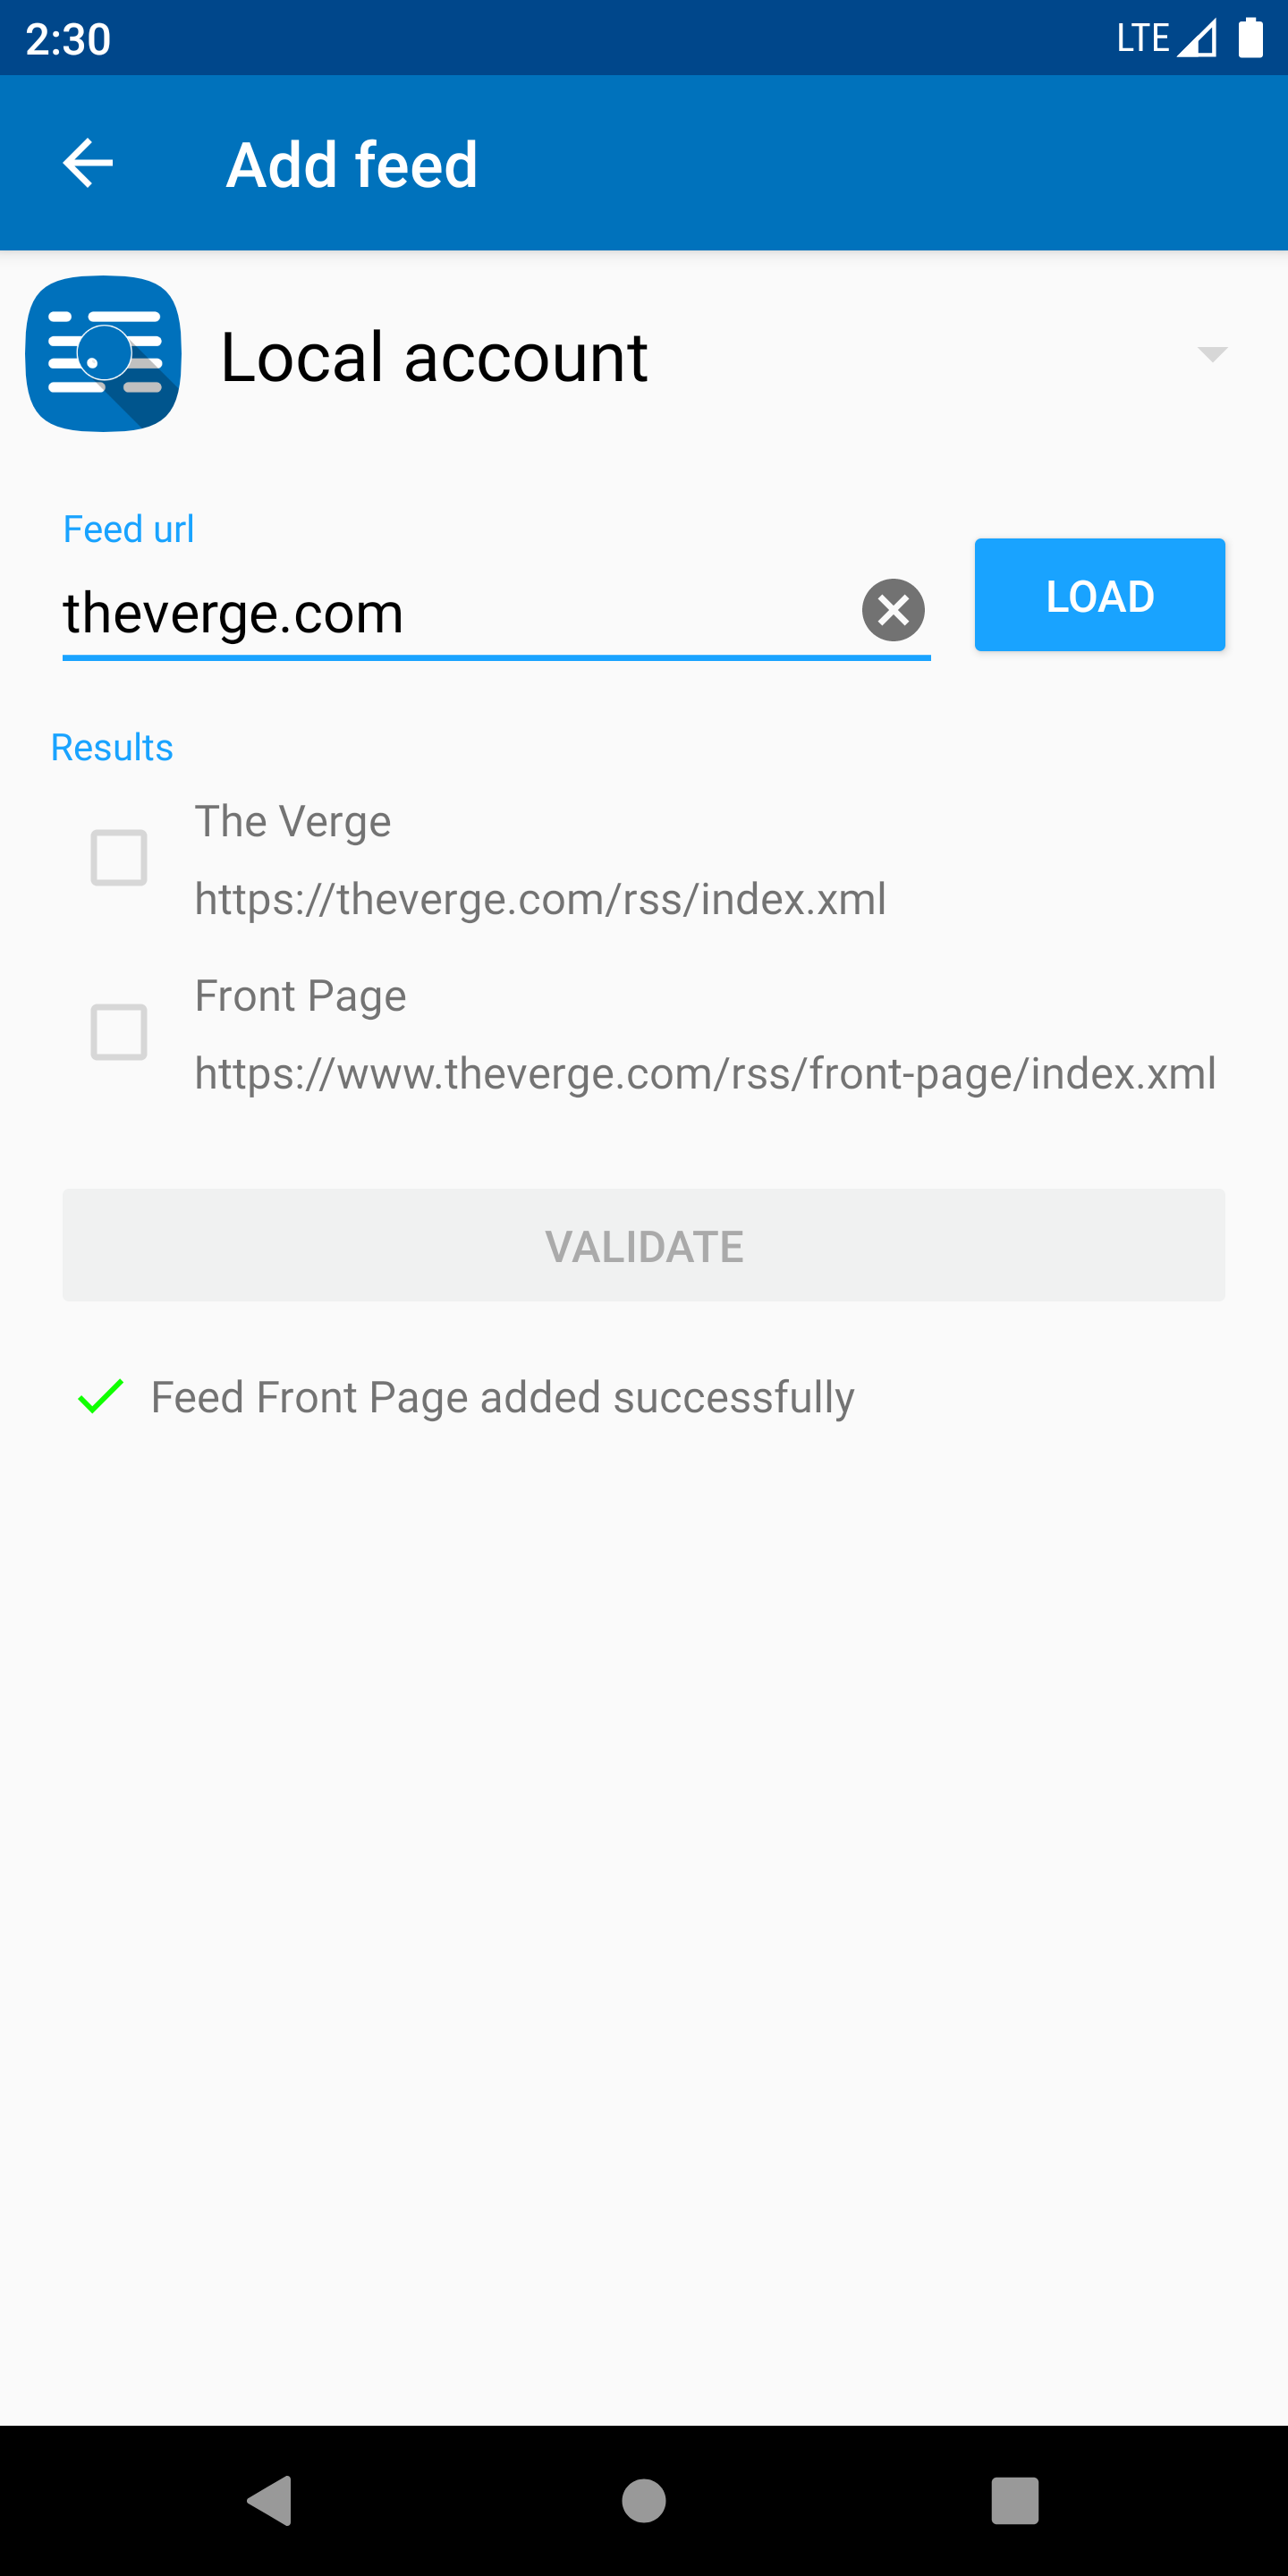 2:30 LTE
Add feed
Local account
Feed url
theverge.com
LOAD
Results
The Verge
https://theverge.com/rss/index.xml
Front Page
https://www.theverge.com/rss/front-page/index.xml
VALIDATE
Feed Front Page added successfully